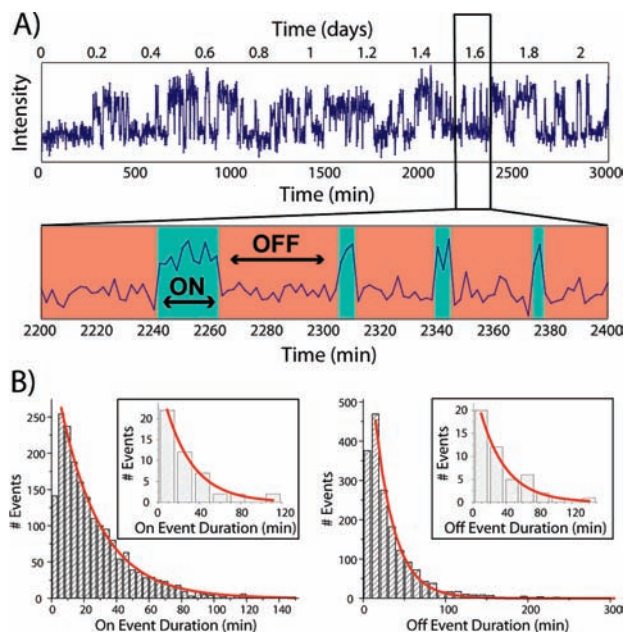 A)
Time (days)
0 0.2 0.4 0.6 0.8 1 1.2 1.4 1.6 1.8 2
Intensity
0 500 1000 1500 2000 2500 3000
Time (min)
OFF
ON
2200 2220 2240 2260 2280 2300 2310 2340 2360 2380 2400
Time (min)
B)
# Events
250
200
150
100
50
0
0 20 40 60 80 100 120 140
On Event Duration (min)
# Events
20
15
10
5
0
0 40 80 120
On Event Duration (min)
# Events
500
400
300
200
100
0
0 100 200 300
Off Event Duration (min)
# Events
20
15
10
5
0
0 40 80 120
Off Event Duration (min)